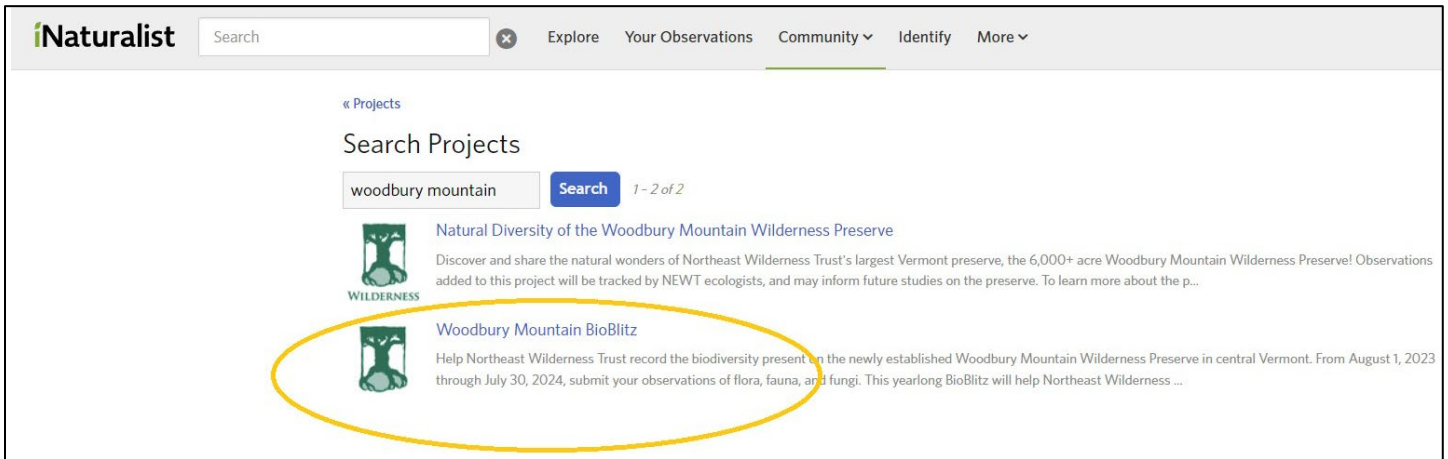 iNaturalist Search Explore Your Observations Community Identify More
« Projects
Search Projects
woodbury mountain Search 1 - 2 of 2
Natural Diversity of the Woodbury Mountain Wilderness Preserve
Discover and share the natural wonders of Northeast Wilderness Trust's largest Vermont preserve, the 6,000+ acre Woodbury Mountain Wilderness Preserve! Observations
added to this project will be tracked by NEWT ecologists, and may inform future studies on the preserve. To learn more about the p...
WILDERNESS
Woodbury Mountain BioBlitz
Help Northeast Wilderness Trust record the biodiversity present on the newly established Woodbury Mountain Wilderness Preserve in central Vermont. From August 1, 2023
through July 30, 2024, submit your observations of flora, fauna, and fungi. This yearlong BioBlitz will help Northeast Wilderness ...